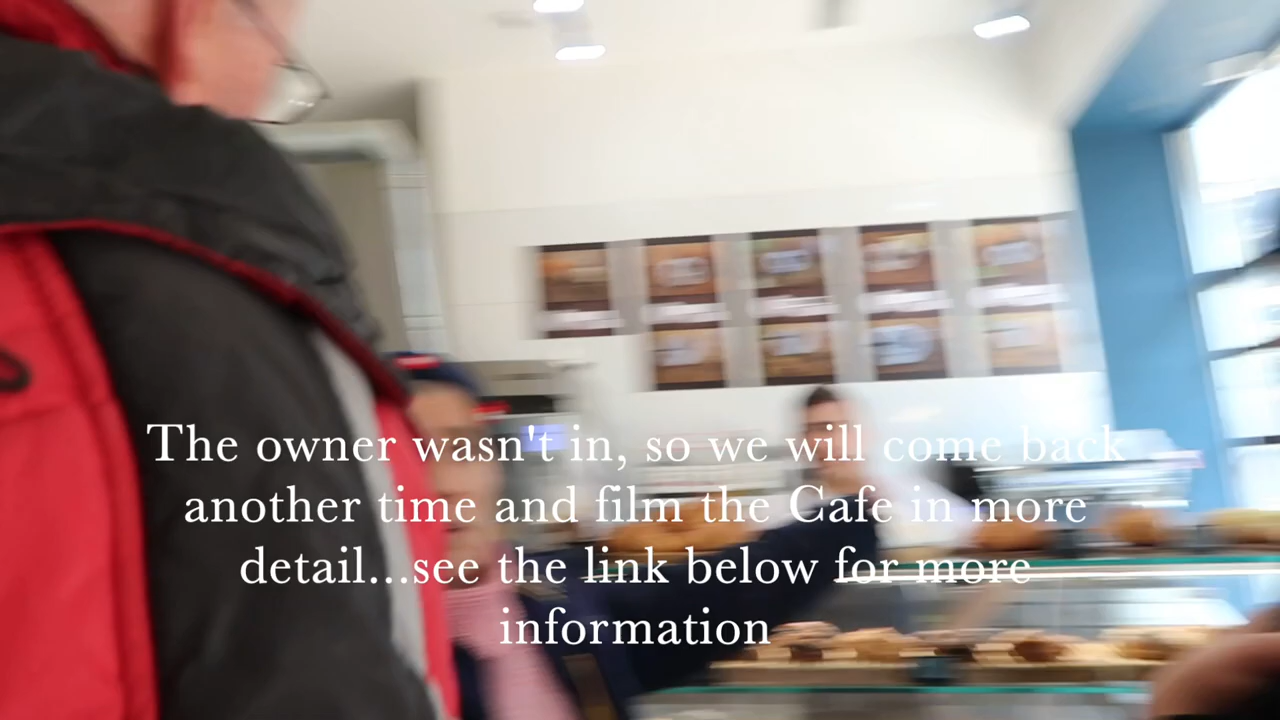 The owner wasn't in, so we will come back
another time and film the Cafe in more
detail...see the link below for more
information